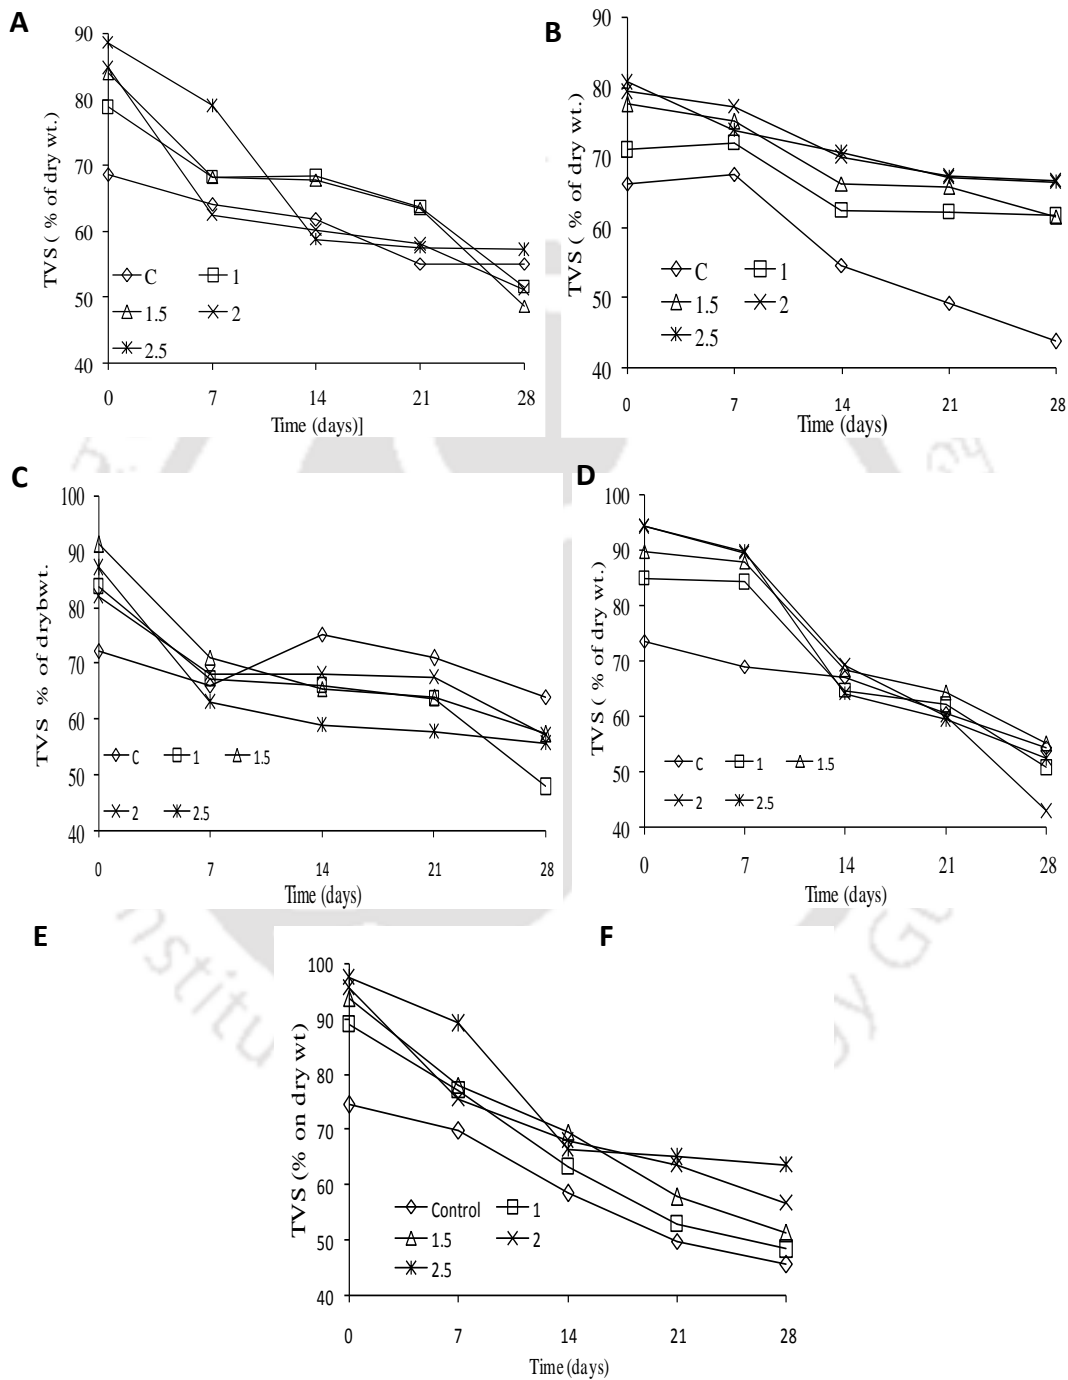 A
90
80
70
60
50
40
TVS ( % of dry wt.)
C 1
1.5 2
2.5
0 7 14 21 28
Time (days)]
B
90
80
70
60
50
40
TVS ( % of dry wt.)
C 1
1.5 2
2.5
0 7 14 21 28
Time (days)
C
100
90
80
70
60
50
40
TVS % of drybwt.
C 1 1.5
2 2.5
0 7 14 21 28
Time (days)
D
100
90
80
70
60
50
40
TVS ( % of dry wt.)
C 1 1.5
2 2.5
0 7 14 21 28
Time (days)
E
F
100
90
80
70
60
50
40
TVS (% on dry wt)
Control 1
1.5 2
2.5
0 7 14 21 28
Time (days)